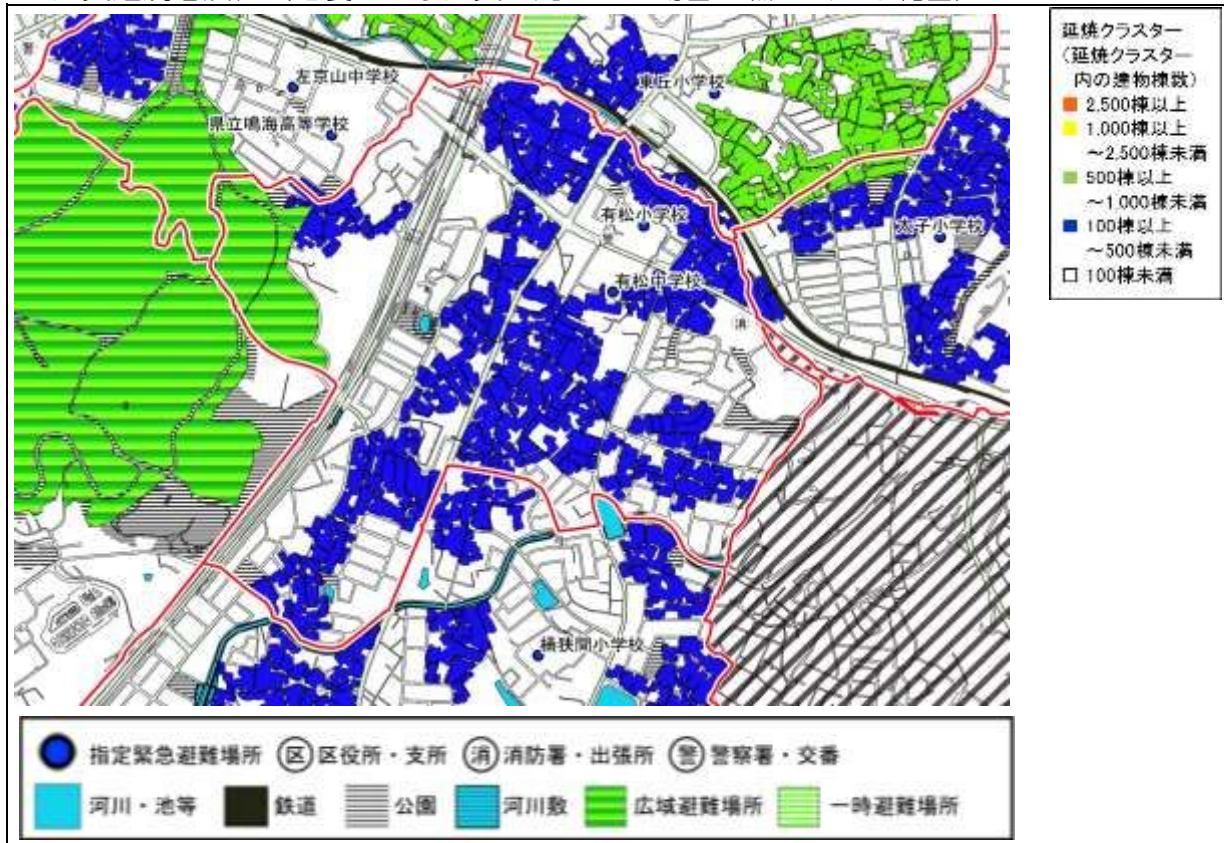 延焼クラスター
(延焼クラスター
内の建物棟数)
2,500棟以上
1,000棟以上
～2,500棟未満
500棟以上
～1,000棟未満
100棟以上
～500棟未満
100棟未満
左京山中学校
県立鳴海高等学校
東丘小学校
有松小学校
太子小学校
有松中学校
消
桶狭間小学校
指定緊急避難場所
区 区役所・支所
消 消防署・出張所
警 警察署・交番
河川・池等
鉄道
公園
河川敷
広域避難場所
一時避難場所